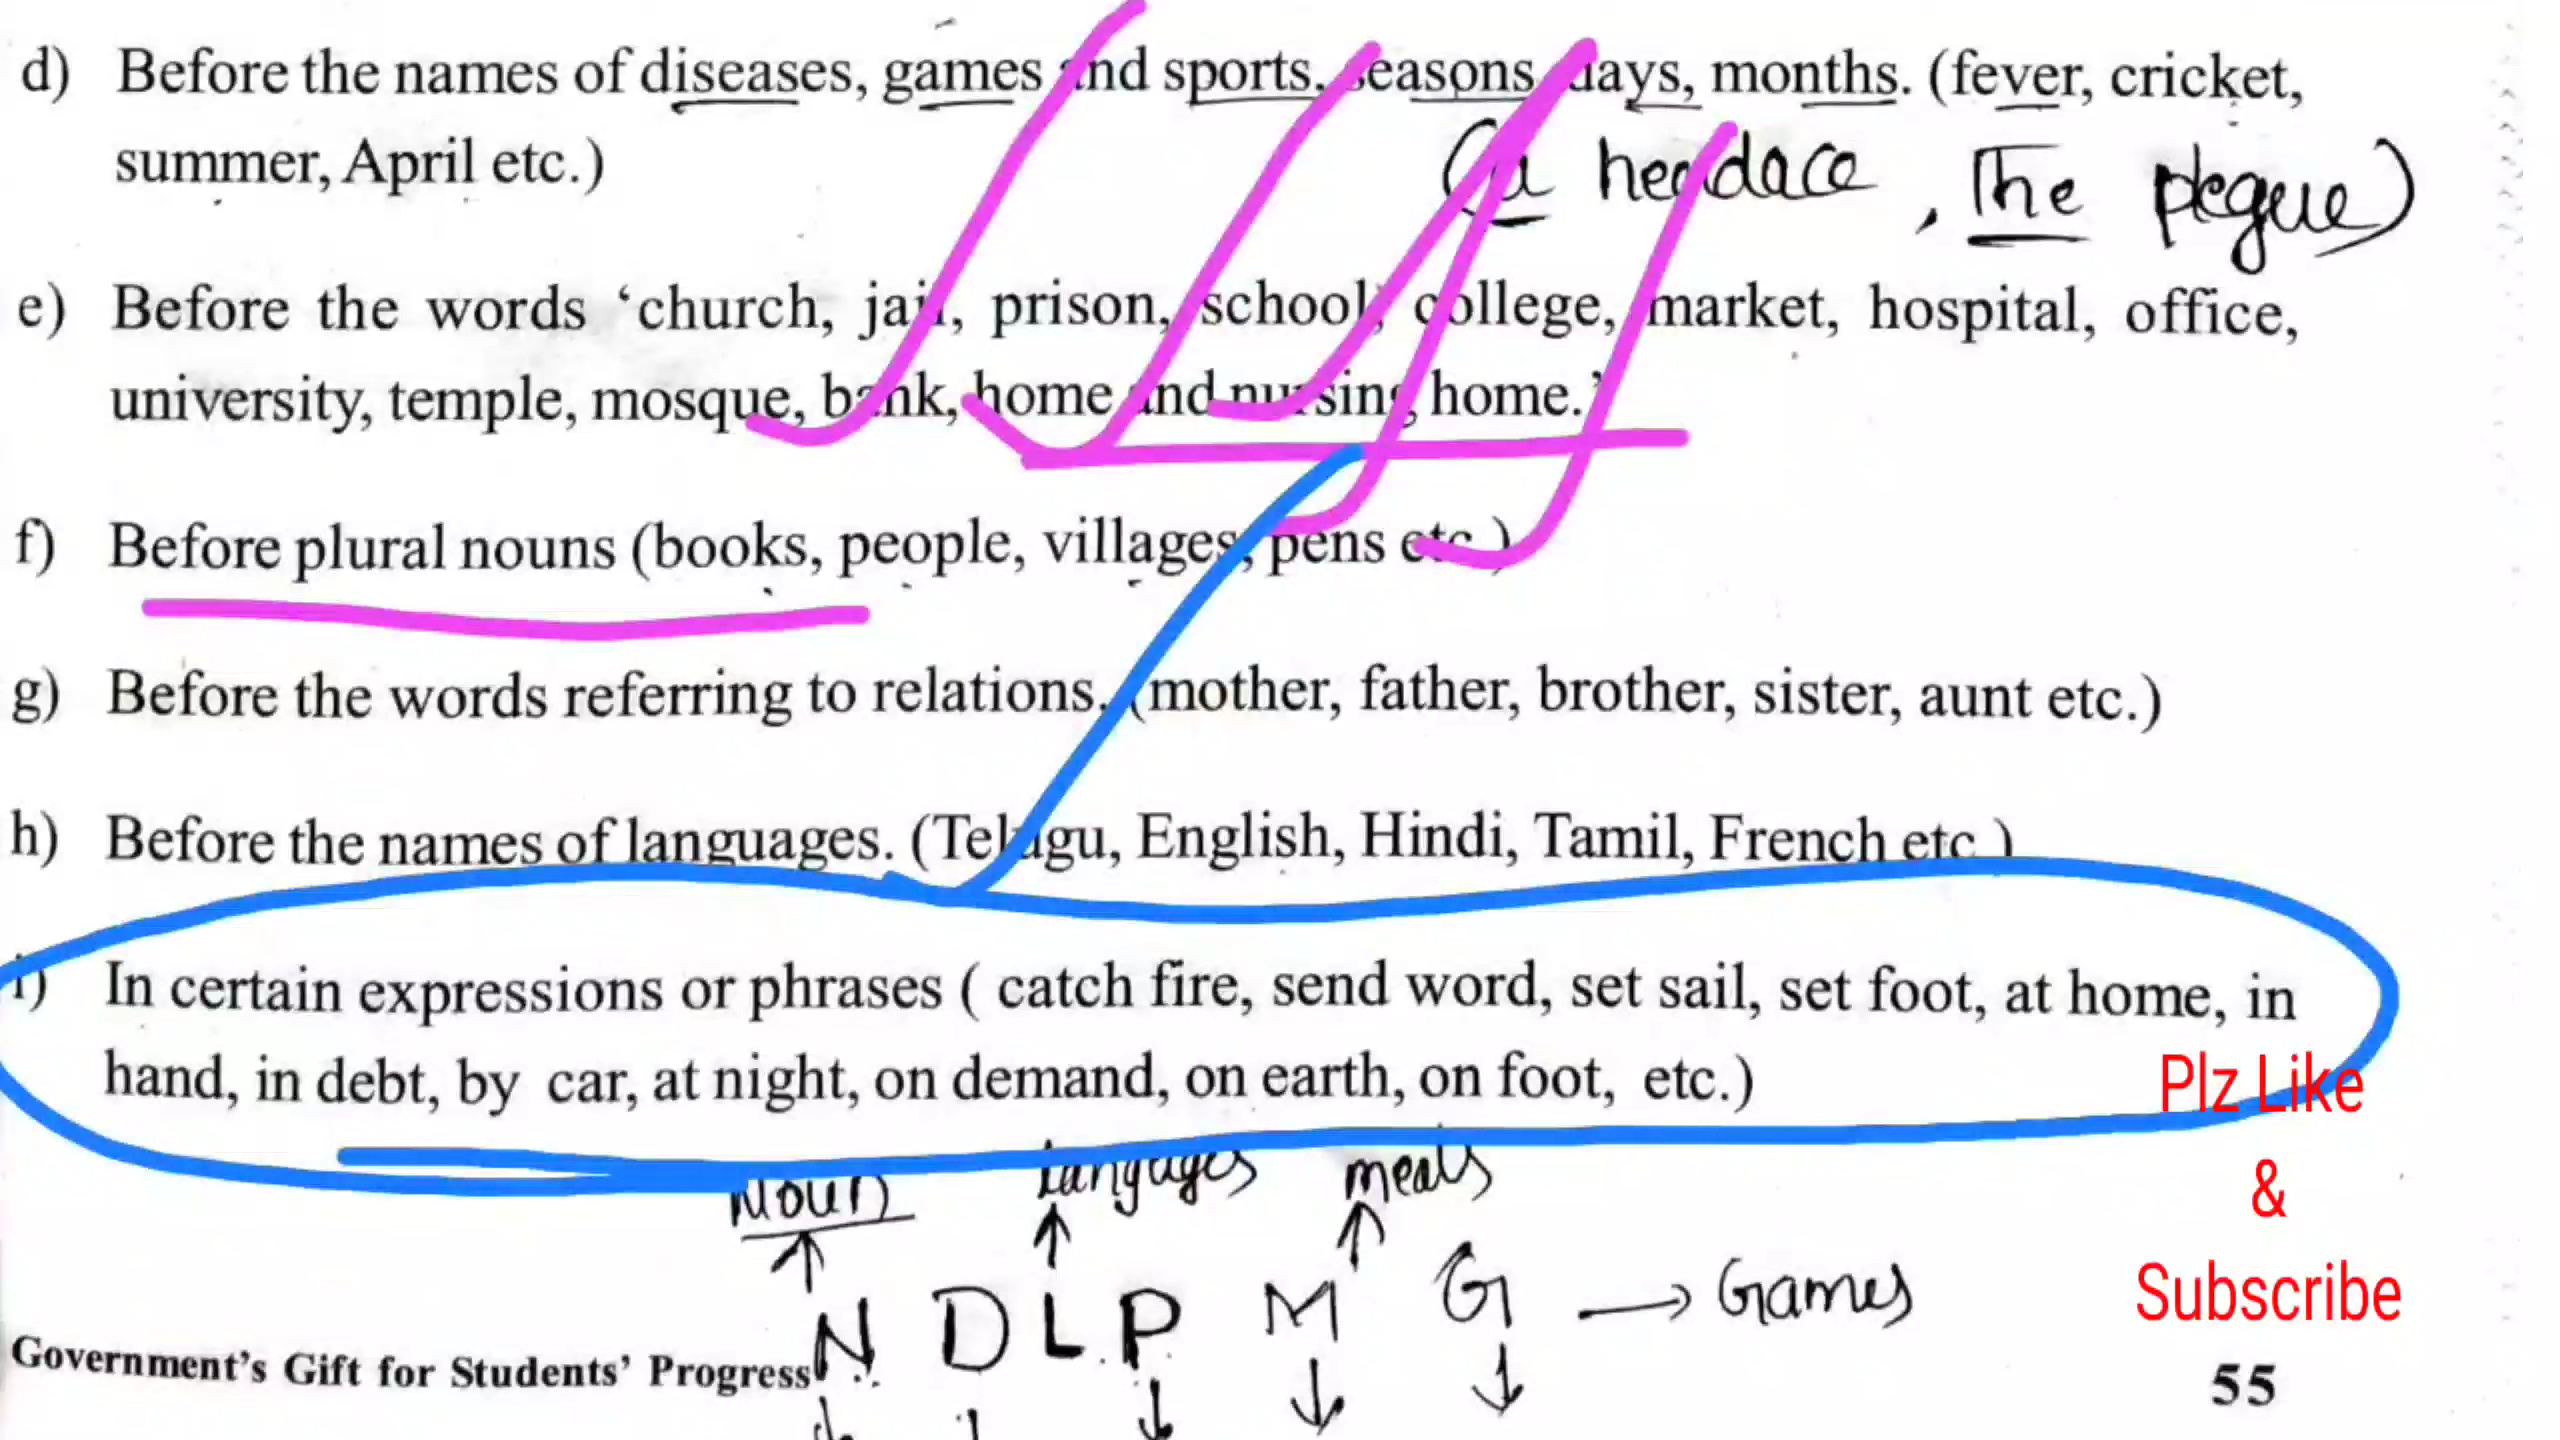 d) Before the names of diseases, games and sports, seasons, days, months. (fever, cricket,
summer, April etc.)
(a headace, The plegue)
e) Before the words ‘church, jail, prison, school, college, market, hospital, office,
university, temple, mosque, bank, home and nursing home.’
f) Before plural nouns (books, people, villages, pens etc.)
g) Before the words referring to relations. (mother, father, brother, sister, aunt etc.)
h) Before the names of languages. (Telugu, English, Hindi, Tamil, French etc.)
i) In certain expressions or phrases ( catch fire, send word, set sail, set foot, at home, in
hand, in debt, by car, at night, on demand, on earth, on foot, etc.)
Plz Like
&
Subscribe
Noun langyages meals
N D L P M G → Games
Government’s Gift for Students’ Progress 55